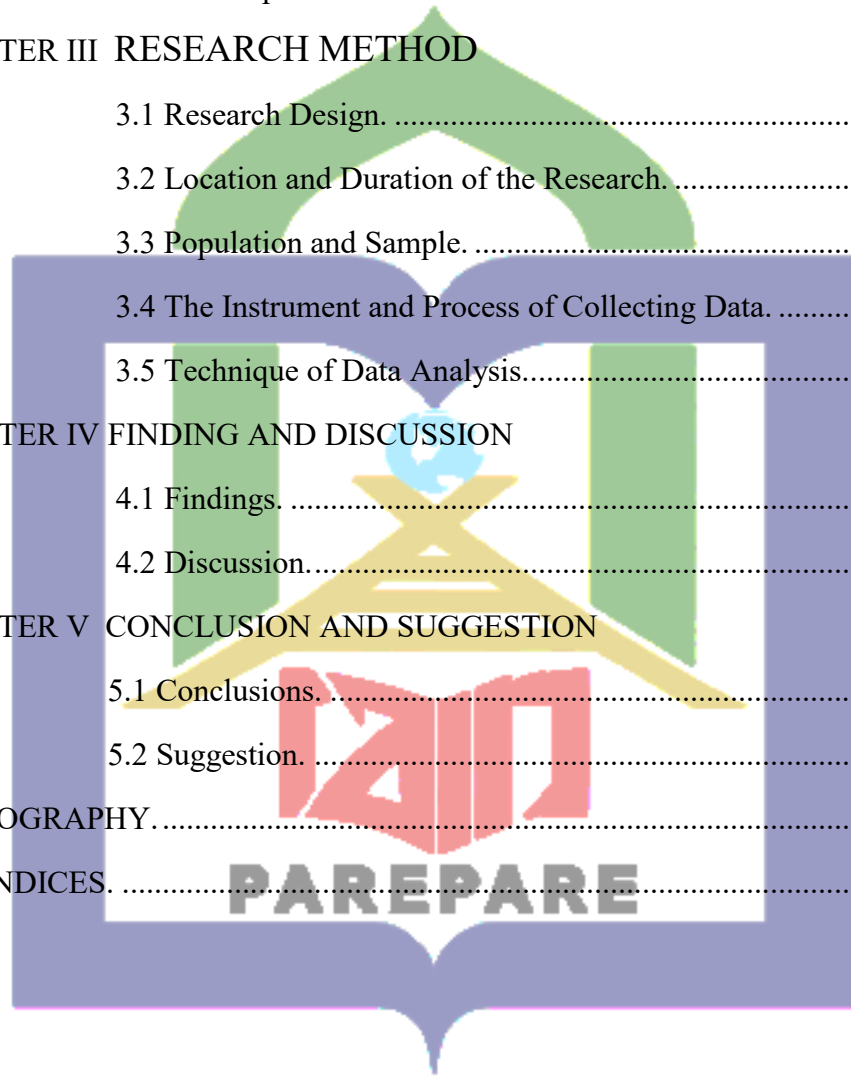 TER III RESEARCH METHOD
3.1 Research Design. ..........................................................
3.2 Location and Duration of the Research. ......................
3.3 Population and Sample. ................................................
3.4 The Instrument and Process of Collecting Data. .........
3.5 Technique of Data Analysis..........................................
TER IV FINDING AND DISCUSSION
4.1 Findings. .......................................................................
4.2 Discussion.....................................................................
TER V CONCLUSION AND SUGGESTION
5.1 Conclusions. ..................................................................
5.2 Suggestion. ....................................................................
OGRAPHY. ........................................................................................
NDICES. .............................................................................................
PAREPARE